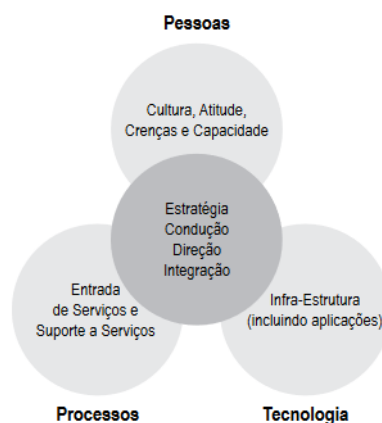 Pessoas
Cultura, Atitude,
Crenças e Capacidade
Estratégia
Condução
Direção
Integração
Entrada
de Serviços e
Suporte a Serviços
Infra-Estrutura
(incluindo aplicações)
Processos
Tecnologia